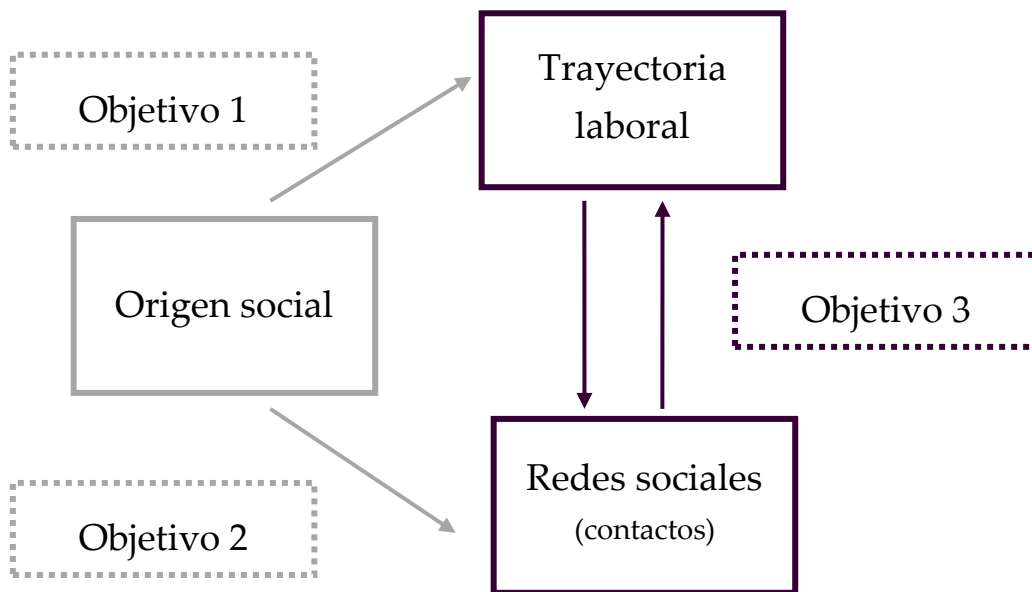 Trayectoria
laboral
Objetivo 1
Origen social
Objetivo 3
Redes sociales
(contactos)
Objetivo 2